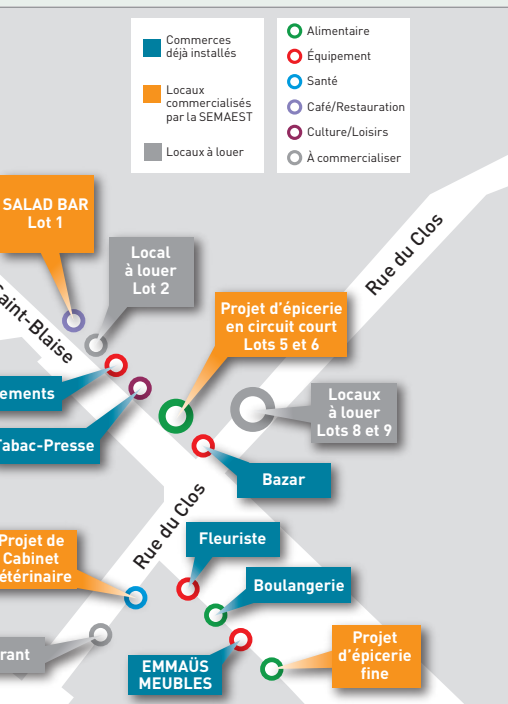 Commerces
déjà installés
Locaux
commercialisés
par la SEMAEST
Locaux à louer
Alimentaire
Équipement
Santé
Café/Restauration
Culture/Loisirs
À commercialiser
SALAD BAR
Lot 1
Local
à louer
Lot 2
Rue du Clos
Saint-Blaise
Projet d'épicerie
en circuit court
Lots 5 et 6
ements
Tabac-Presse
Locaux
à louer
Lots 8 et 9
Bazar
Rue du Clos
Projet de
Cabinet
étérinaire
Fleuriste
Boulangerie
rant
EMMAÜS
MEUBLES
Projet
d'épicerie
fine